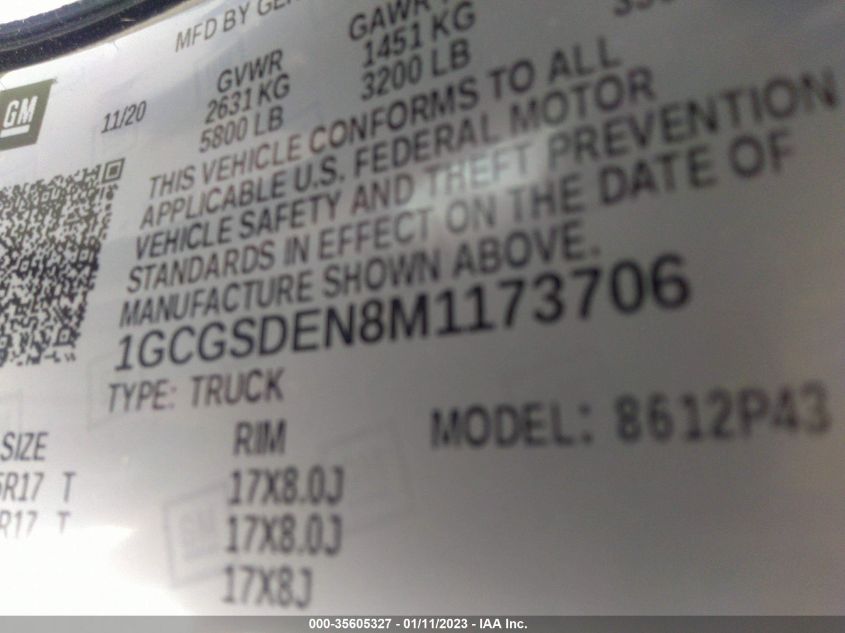 MFD BY
GVWR
2631 KG
5800 LB
GAWR
1451 KG
3200 LB
GM
11/20
THIS VEHICLE CONFORMS TO ALL
APPLICABLE U.S. FEDERAL MOTOR
VEHICLE SAFETY AND THEFT PREVENTION
STANDARDS IN EFFECT ON THE DATE OF
MANUFACTURE SHOWN ABOVE.
1GCGSDEN8M1173706
TYPE: TRUCK
MODEL: 8612P43
SIZE RIM
R17 T 17X8.0J
R17 T 17X8.0J
17X8J
GM
000-35605327 - 01/11/2023 - IAA Inc.